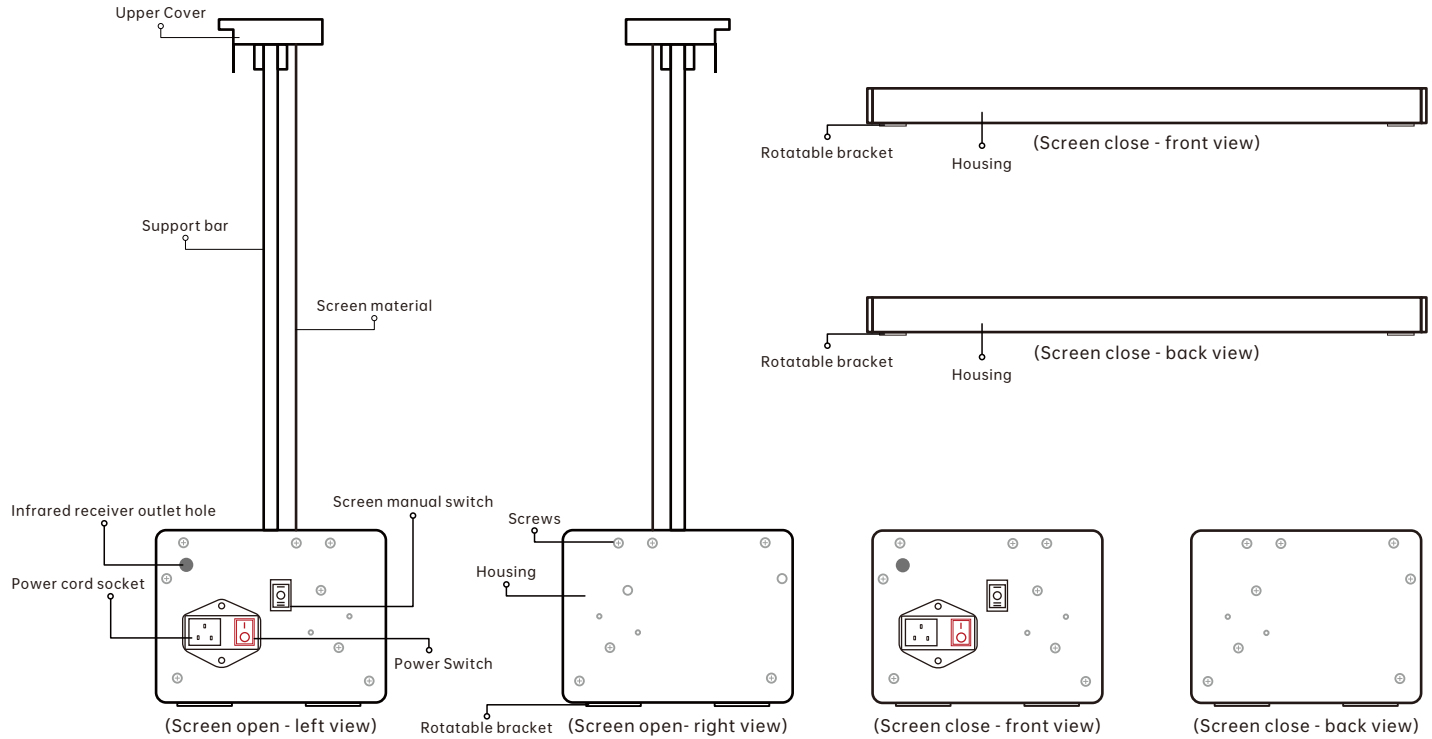 Upper Cover
Support bar
Screen material
Infrared receiver outlet hole
Screen manual switch
Power cord socket
Power Switch
(Screen open - left view)
Screws
Housing
Rotatable bracket
(Screen open- right view)
Rotatable bracket
Housing
(Screen close - front view)
Rotatable bracket
Housing
(Screen close - back view)
(Screen close - front view)
(Screen close - back view)